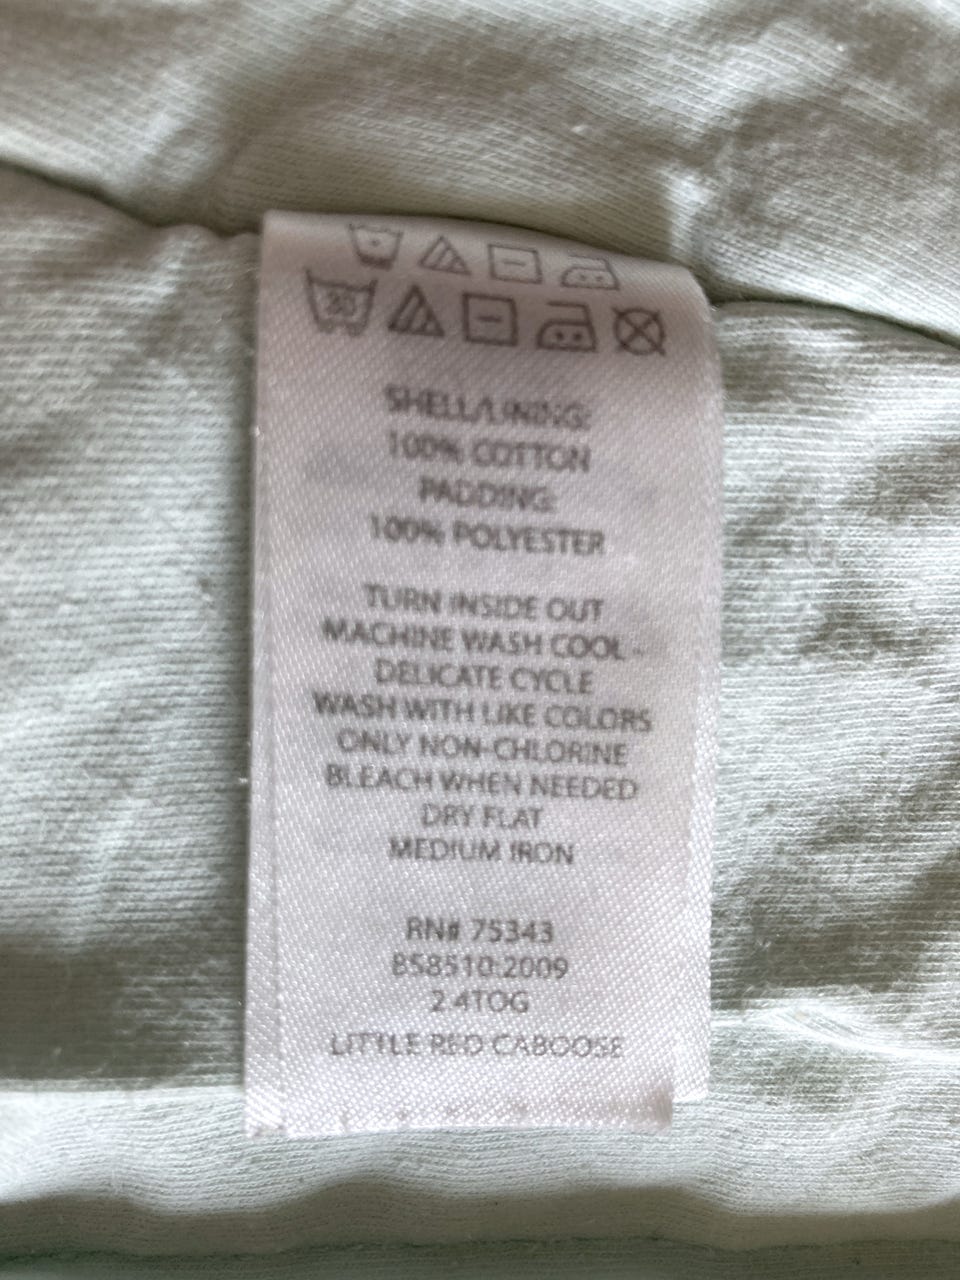 30
SHELL/LINING:
100% COTTON
PADDING:
100% POLYESTER
TURN INSIDE OUT
MACHINE WASH COOL -
DELICATE CYCLE
WASH WITH LIKE COLORS
ONLY NON-CHLORINE
BLEACH WHEN NEEDED
DRY FLAT
MEDIUM IRON
RN# 75343
BS8510:2009
2.4TOG
LITTLE RED CABOOSE